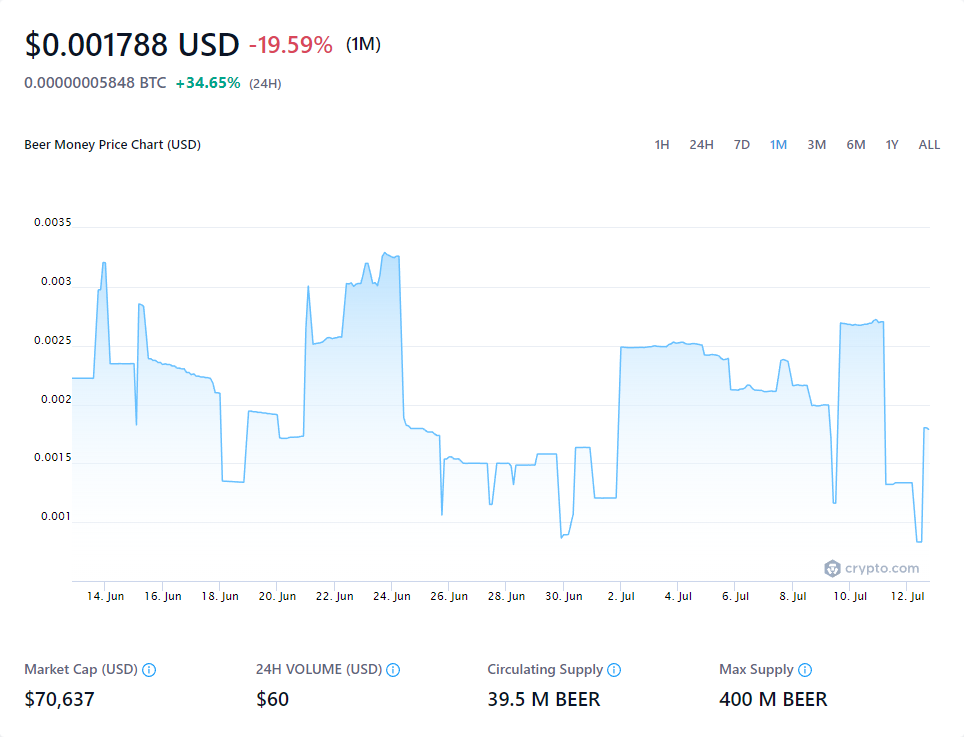 $0.001788 USD -19.59% (1M)
0.00000005848 BTC +34.65% (24H)
Beer Money Price Chart (USD) 1H 24H 7D 1M 3M 6M 1Y ALL
0.0035
0.003
0.0025
0.002
0.0015
0.001
crypto.com
14. Jun 16. Jun 18. Jun 20. Jun 22. Jun 24. Jun 26. Jun 28. Jun 30. Jun 2. Jul 4. Jul 6. Jul 8. Jul 10. Jul 12. Jul
Market Cap (USD) 24H VOLUME (USD) Circulating Supply Max Supply
$70,637 $60 39.5 M BEER 400 M BEER